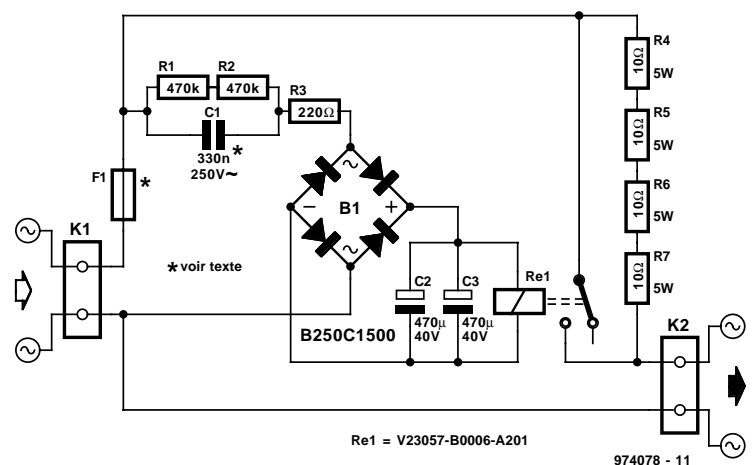 R1
470k
R2
470k
C1
*
330n
250V~
R3
220Ω
R4
10Ω
5W
R5
10Ω
5W
R6
10Ω
5W
R7
10Ω
5W
F1
*
K1
* voir texte
~
− B1 +
~
B250C1500
C2
470µ
40V
C3
470µ
40V
Re1
K2
Re1 = V23057-B0006-A201
974078 - 11